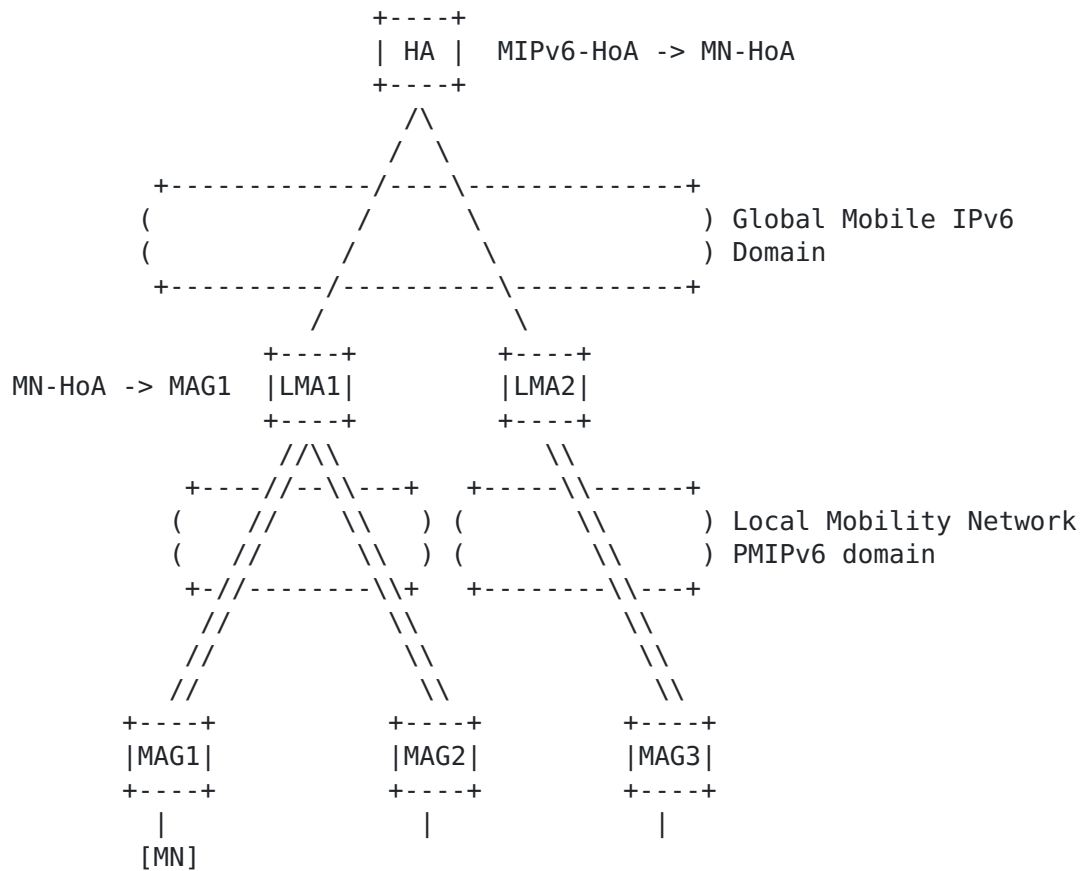 HA MIPv6-HoA -> MN-HoA
Global Mobile IPv6
Domain
MN-HoA -> MAG1 LMA1 LMA2
Local Mobility Network
PMIPv6 domain
MAG1 MAG2 MAG3
[MN]